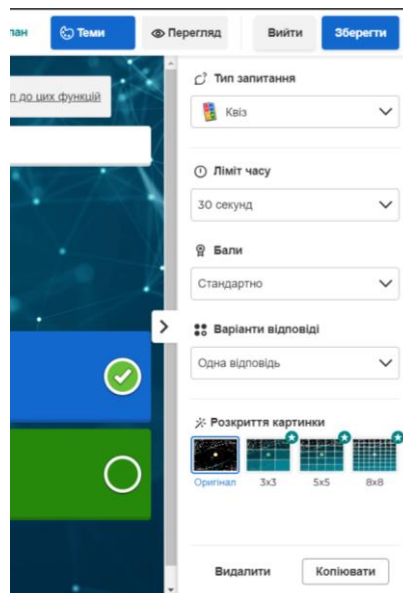 Теми
Перегляд
Вийти
Зберегти
п до цих функцій
Тип запитання
Квіз
Ліміт часу
30 секунд
Бали
Стандартно
Варіанти відповіді
Одна відповідь
Розкриття картинки
Оригінал 3x3 5x5 8x8
Видалити
Копіювати